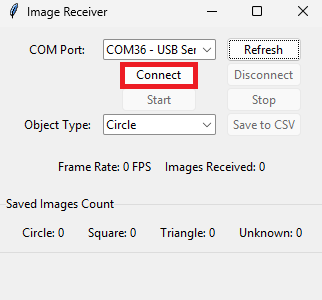 Image Receiver
COM Port: COM36 - USB Ser Refresh
Connect Disconnect
Start Stop
Object Type: Circle Save to CSV
Frame Rate: 0 FPS Images Received: 0
Saved Images Count
Circle: 0 Square: 0 Triangle: 0 Unknown: 0